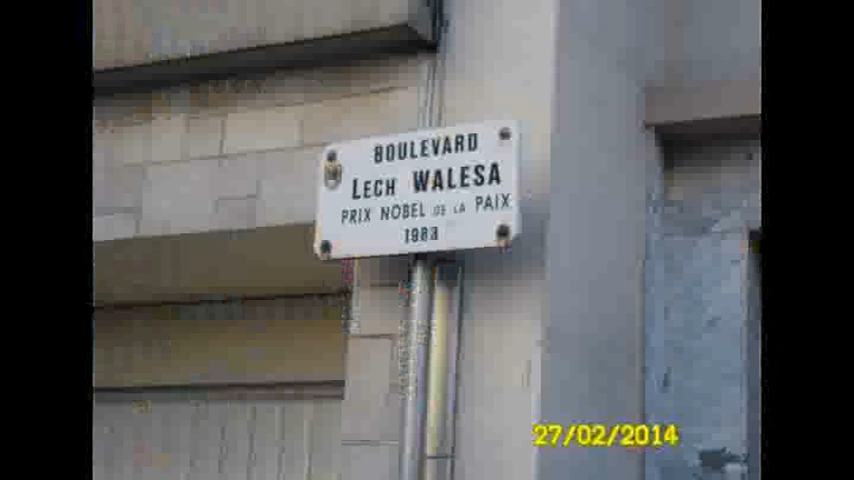 BOULEVARD
LECH WALESA
PRIX NOBEL DE LA PAIX
1983
27/02/2014